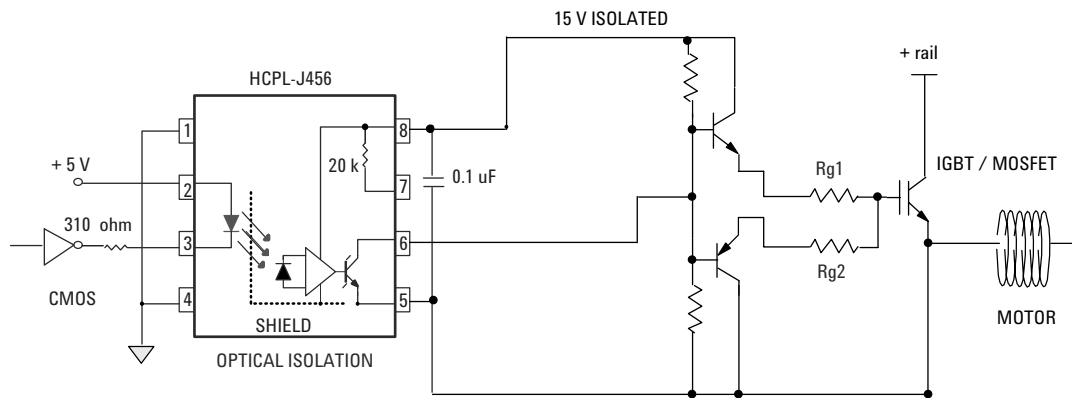 15 V ISOLATED
+ rail
HCPL-J456
1
8
+ 5 V
20 k
0.1 uF
IGBT / MOSFET
2
7
Rg1
310 ohm
3
6
Rg2
CMOS
4
5
SHIELD
MOTOR
OPTICAL ISOLATION